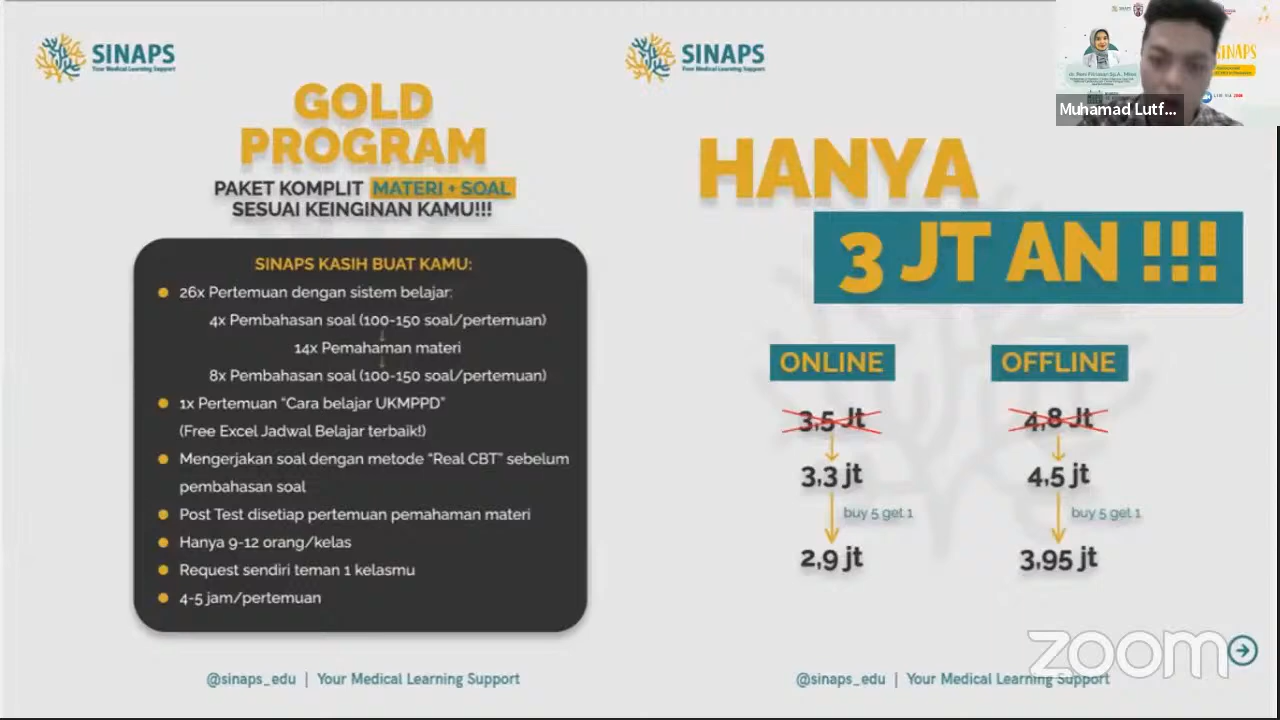 SINAPS
Your Medical Learning Support
GOLD
PROGRAM
PAKET KOMPLIT MATERI + SOAL
SESUAI KEINGINAN KAMU!!!
SINAPS KASIH BUAT KAMU:
26x Pertemuan dengan sistem belajar:
4x Pembahasan soal (100-150 soal/pertemuan)
14x Pemahaman materi
8x Pembahasan soal (100-150 soal/pertemuan)
1x Pertemuan “Cara belajar UKMPPD”
(Free Excel Jadwal Belajar terbaik!)
Mengerjakan soal dengan metode “Real CBT” sebelum
pembahasan soal
Post Test disetiap pertemuan pemahaman materi
Hanya 9-12 orang/kelas
Request sendiri teman 1 kelasmu
4-5 jam/pertemuan
@sinaps_edu | Your Medical Learning Support
SINAPS
Your Medical Learning Support
HANYA
3 JT AN !!!
ONLINE
3,5 Jt
3,3 jt
buy 5 get 1
2,9 jt
OFFLINE
4,8 Jt
4,5 jt
buy 5 get 1
3,95 jt
@sinaps_edu | Your Medical Learning Support
zoom
SINAPS
Muhamad Lutf...